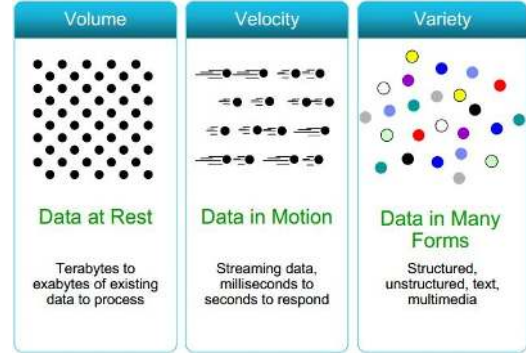 Volume
Data at Rest
Terabytes to
exabytes of existing
data to process
Velocity
Data in Motion
Streaming data,
milliseconds to
seconds to respond
Variety
Data in Many
Forms
Structured,
unstructured, text,
multimedia